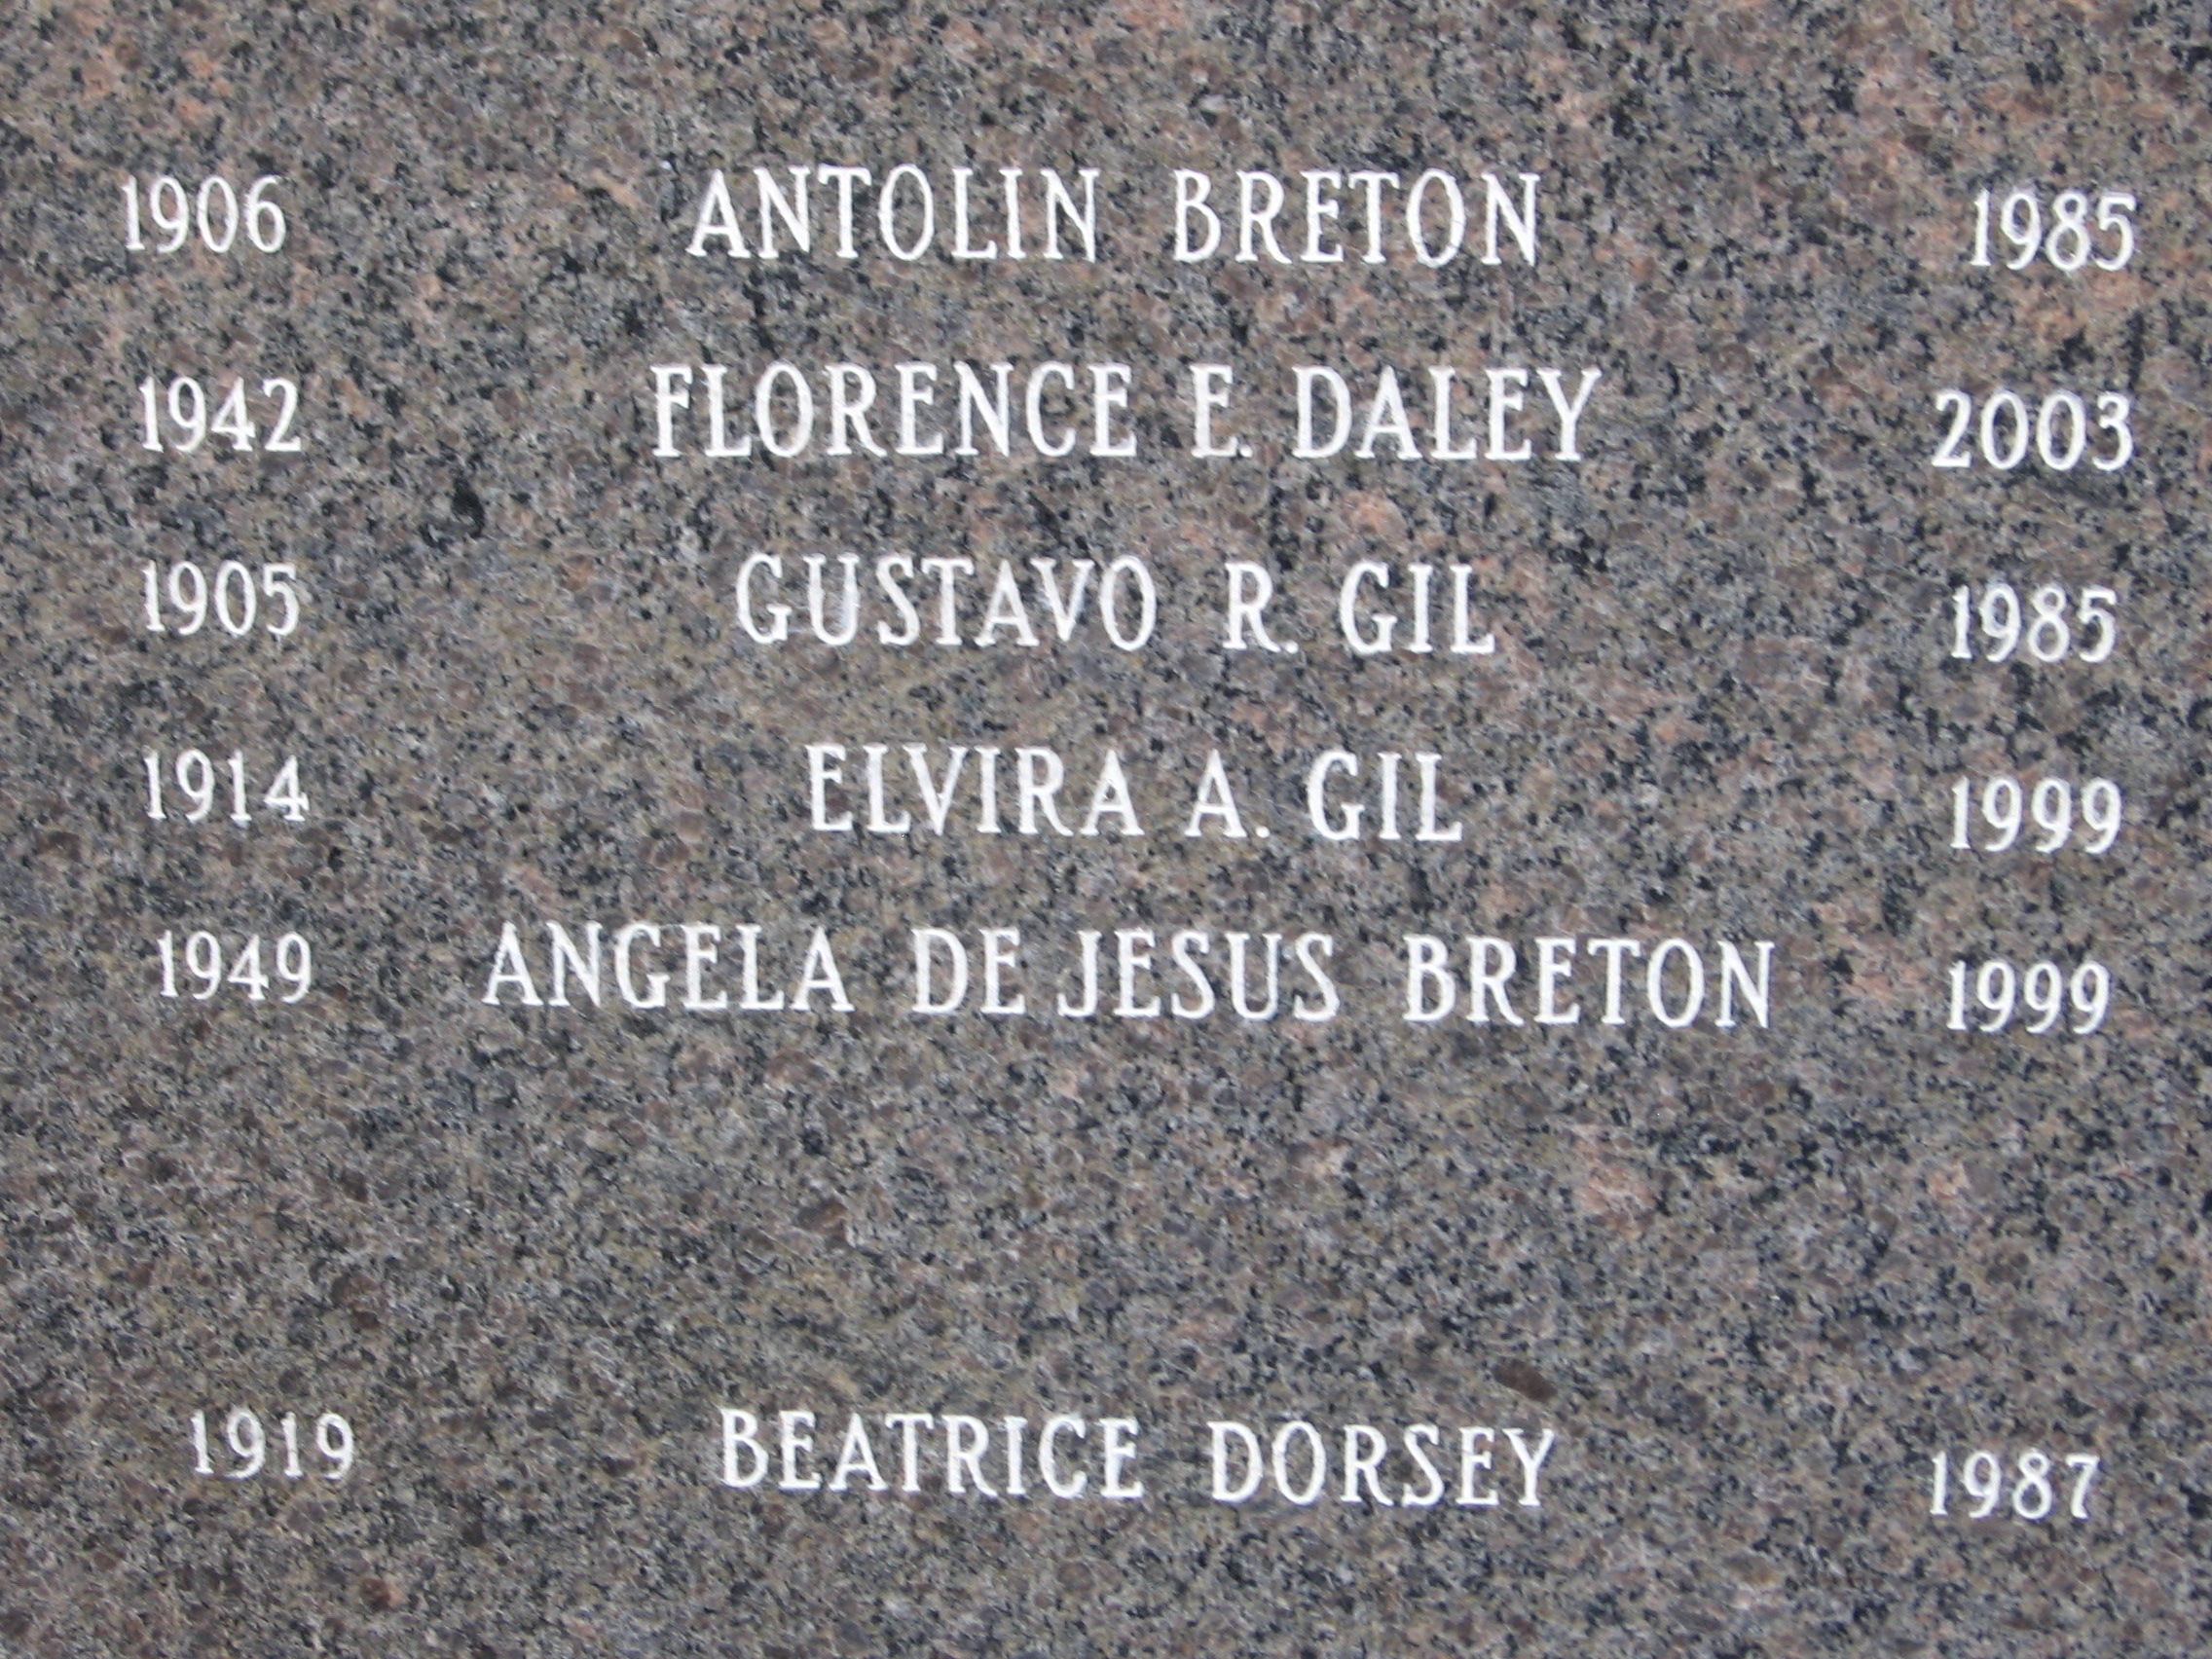 1906 ANTOLIN BRETON 1985
1942 FLORENCE E. DALEY 2003
1905 GUSTAVO R. GIL 1985
1914 ELVIRA A. GIL 1999
1949 ANGELA DE JESUS BRETON 1999
1919 BEATRICE DORSEY 1987